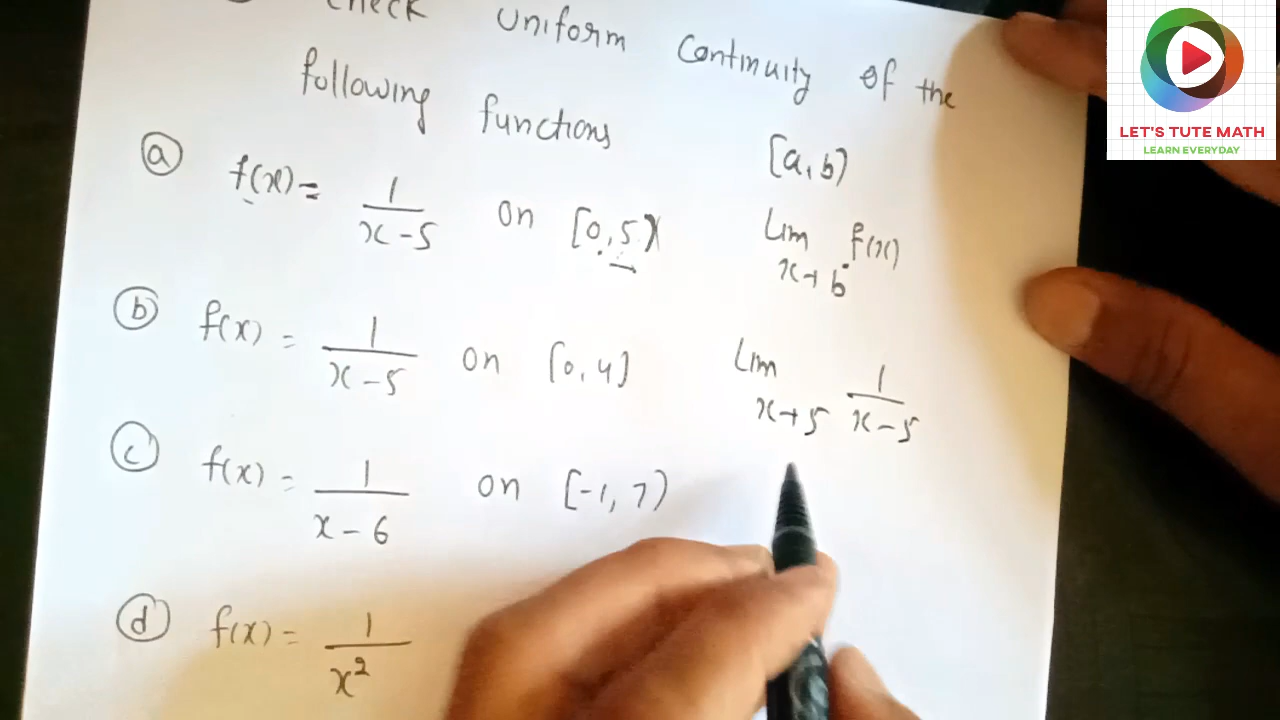 Check Uniform Continuity of the
following functions
(a) f(x) = 1/(x-5) on [0,5)
[a,b)
Lim x→b f(x)
(b) f(x) = 1/(x-5) on [0,4]
Lim x→5 1/(x-5)
(c) f(x) = 1/(x-6) on [-1,7)
(d) f(x) = 1/x²
LET'S TUTE MATH
LEARN EVERYDAY